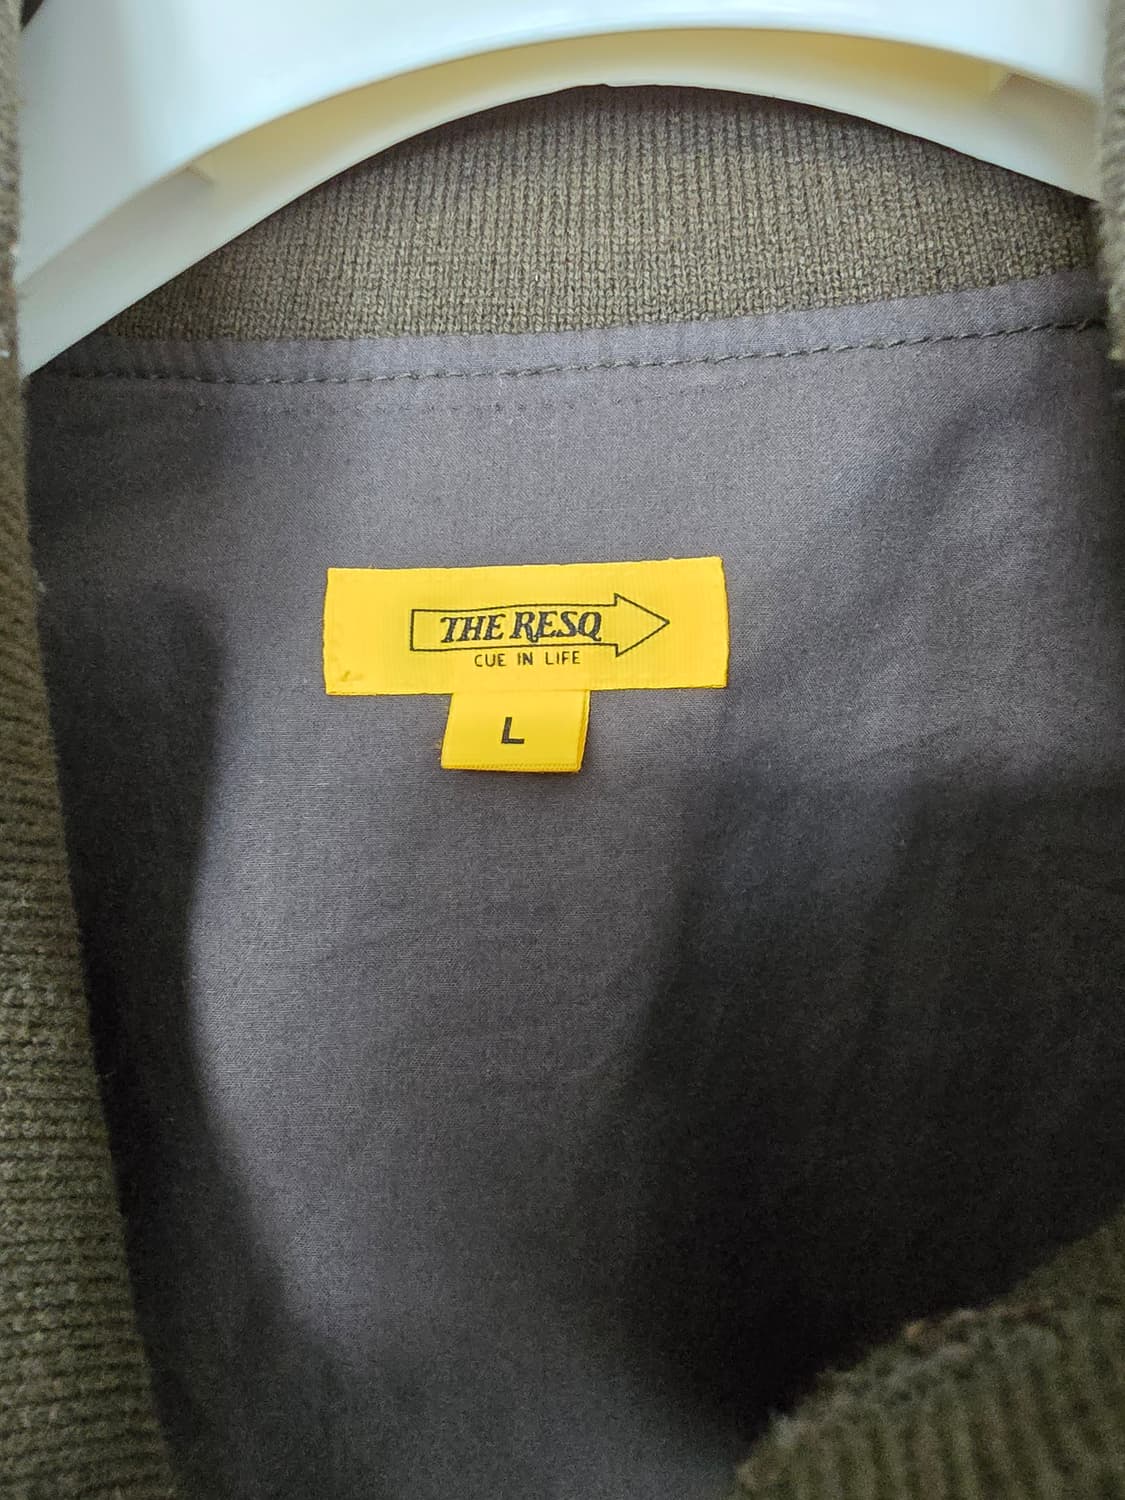 THE RESQ
CUE IN LIFE
L